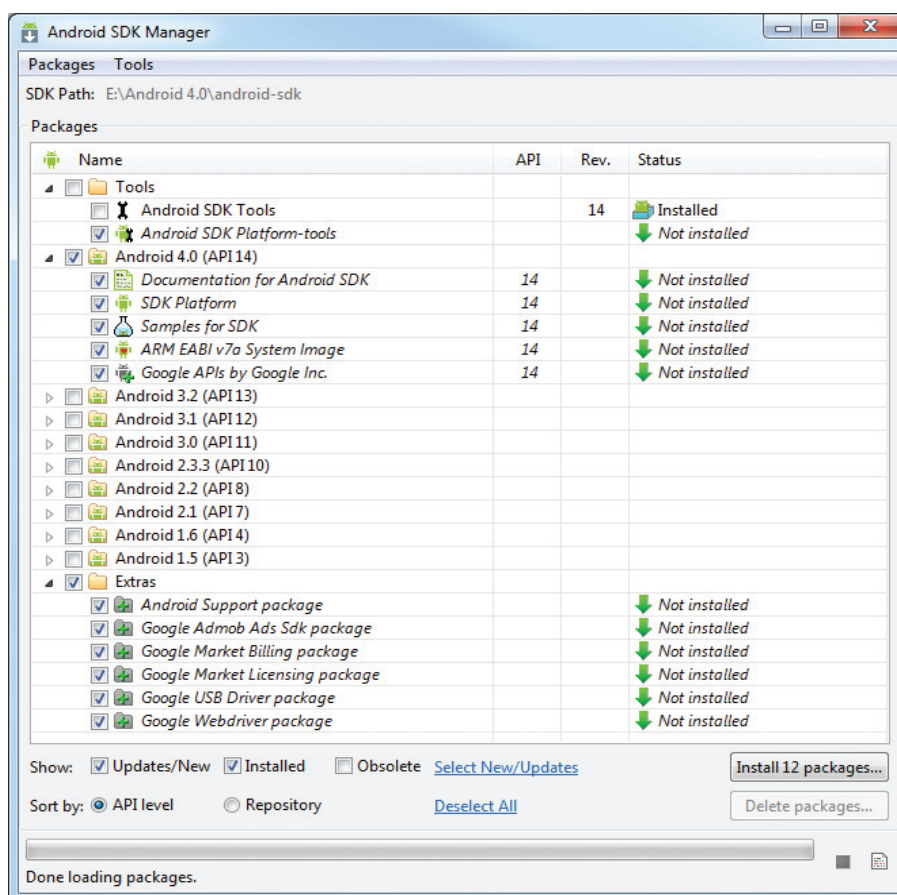 Android SDK Manager
Packages Tools
SDK Path: E:\Android 4.0\android-sdk
Packages
Name API Rev. Status
Tools
Android SDK Tools 14 Installed
Android SDK Platform-tools Not installed
Android 4.0 (API 14)
Documentation for Android SDK 14 Not installed
SDK Platform 14 Not installed
Samples for SDK 14 Not installed
ARM EABI v7a System Image 14 Not installed
Google APIs by Google Inc. 14 Not installed
Android 3.2 (API 13)
Android 3.1 (API 12)
Android 3.0 (API 11)
Android 2.3.3 (API 10)
Android 2.2 (API 8)
Android 2.1 (API 7)
Android 1.6 (API 4)
Android 1.5 (API 3)
Extras
Android Support package Not installed
Google Admob Ads Sdk package Not installed
Google Market Billing package Not installed
Google Market Licensing package Not installed
Google USB Driver package Not installed
Google Webdriver package Not installed
Show: Updates/New Installed Obsolete Select New/Updates Install 12 packages...
Sort by: API level Repository Deselect All Delete packages...
Done loading packages.